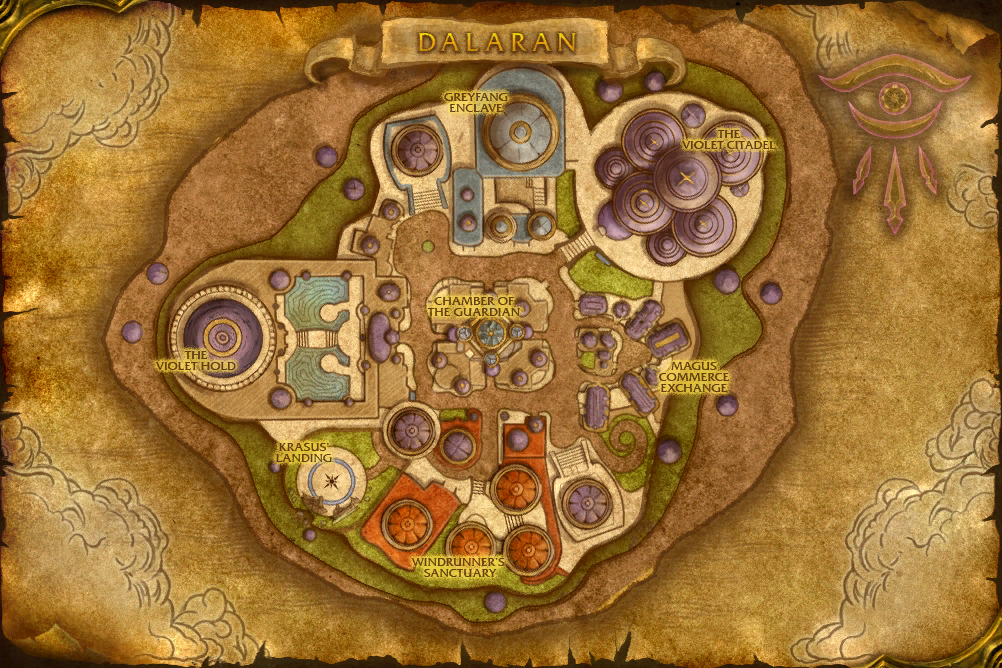 DALARAN
GREYFANG
ENCLAVE
THE
VIOLET CITADEL
CHAMBER OF
THE GUARDIAN
THE
VIOLET HOLD
MAGUS
COMMERCE
EXCHANGE
KRASUS'
LANDING
WINDRUNNER'S
SANCTUARY